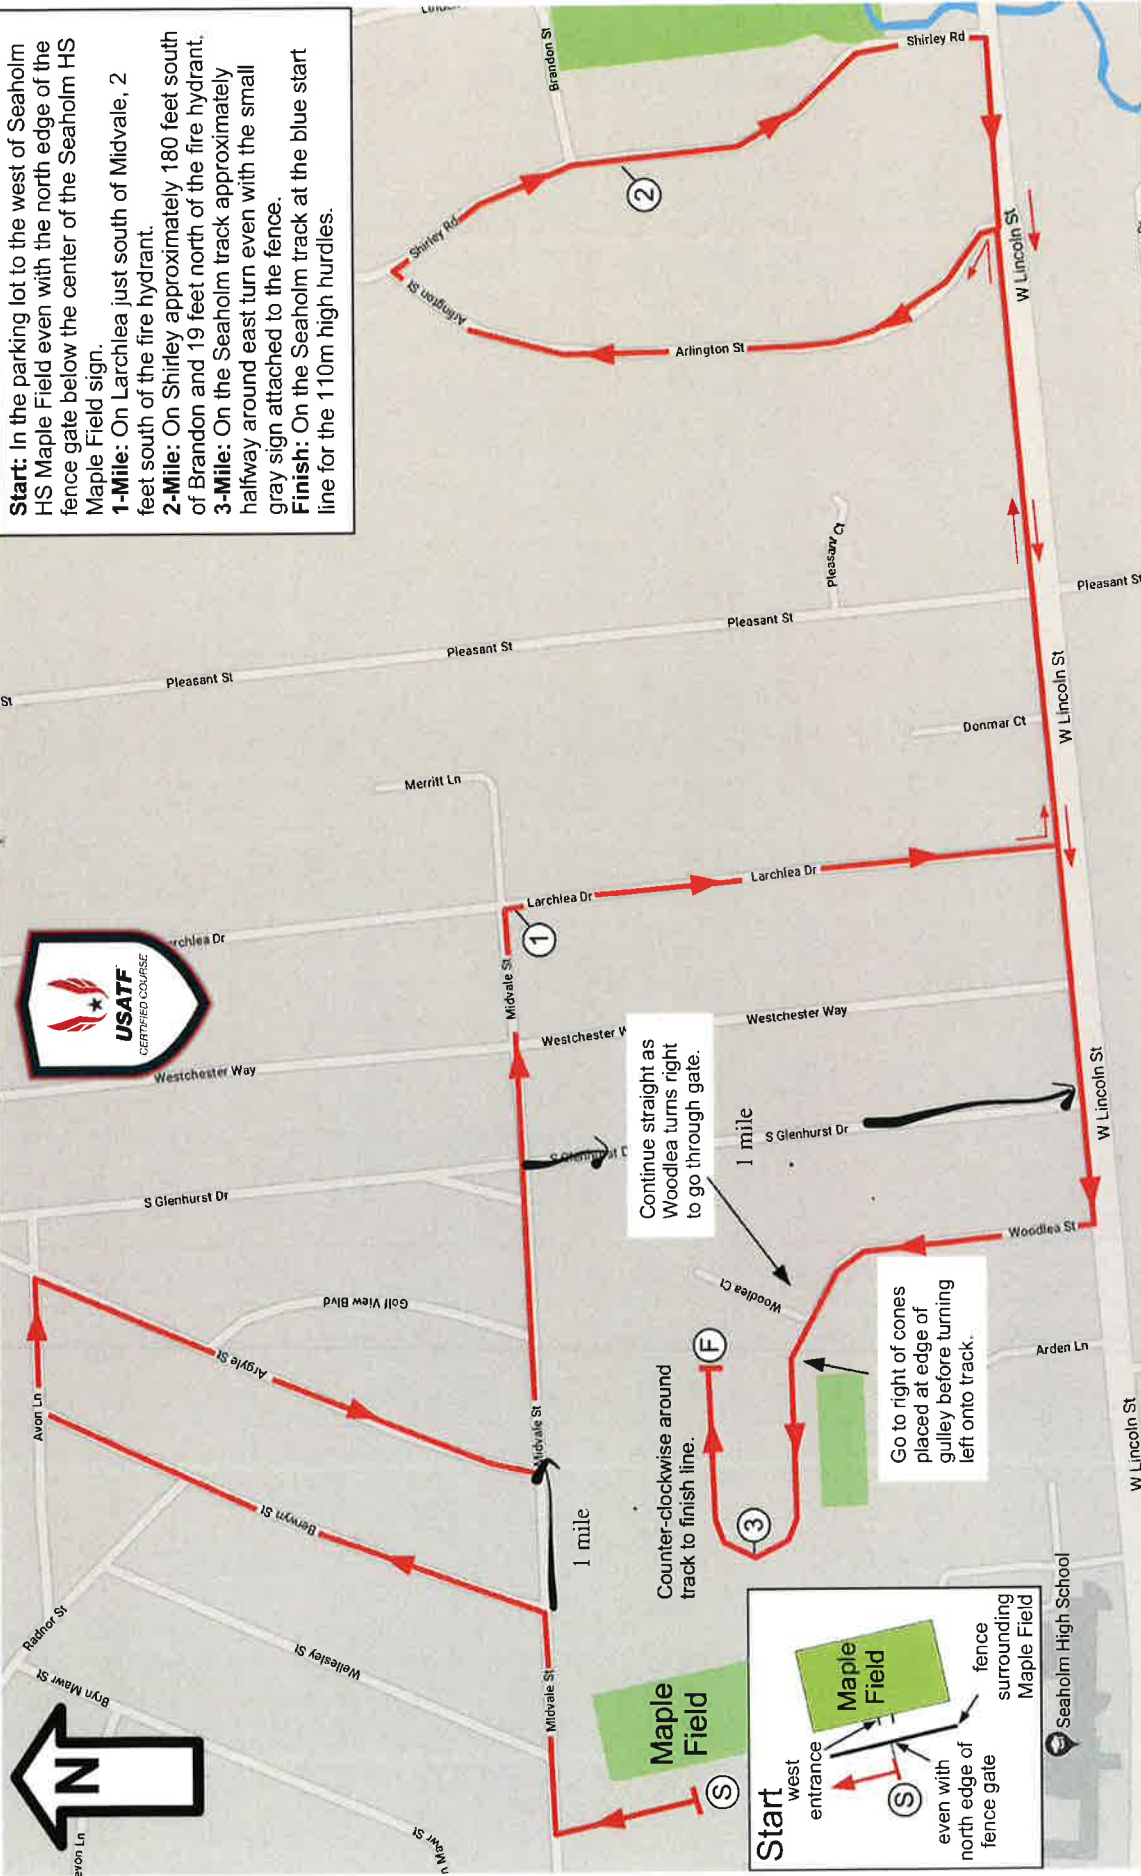 Start: In the parking lot to the west of Seaholm
HS Maple Field even with the north edge of the
fence gate below the center of the Seaholm HS
Maple Field sign.
1-Mile: On Larchlea just south of Midvale, 2
feet south of the fire hydrant.
2-Mile: On Shirley approximately 180 feet south
of Brandon and 19 feet north of the fire hydrant.
3-Mile: On the Seaholm track approximately
halfway around east turn even with the small
gray sign attached to the fence.
Finish: On the Seaholm track at the blue start
line for the 110m high hurdles.
N
USATF
CERTIFIED COURSE
St
Brandon St
Shirley Rd
Shirley Rd
Arlington St
Arlington St
2
W Lincoln St
Pleasant St
Pleasant St
Pleasant St
Pleasant St
Pleasant Ct
Donmar Ct
W Lincoln St
Merritt Ln
Larchlea Dr
Larchlea Dr
1
Midvale St
Westchester Way
Westchester W
Westchester Way
S Glenhurst Dr
S Glenhurst D
S Glenhurst Dr
1 mile
W Lincoln St
Continue straight as
Woodlea turns right
to go through gate.
Woodlea St
Woodlea Ct
Golf View Blvd
Argyle St
Avon Ln
Berwyn St
Midvale St
1 mile
Radnor St
Bryn Mawr St
Wellesley St
n Mawr St
evon Ln
Midvale St
Counter-clockwise around
track to finish line.
F
3
Go to right of cones
placed at edge of
gulley before turning
left onto track.
Arden Ln
W Lincoln St
Maple
Field
S
Start
west
entrance
Maple
Field
S
even with
north edge of
fence gate
fence
surrounding
Maple Field
Seaholm High School